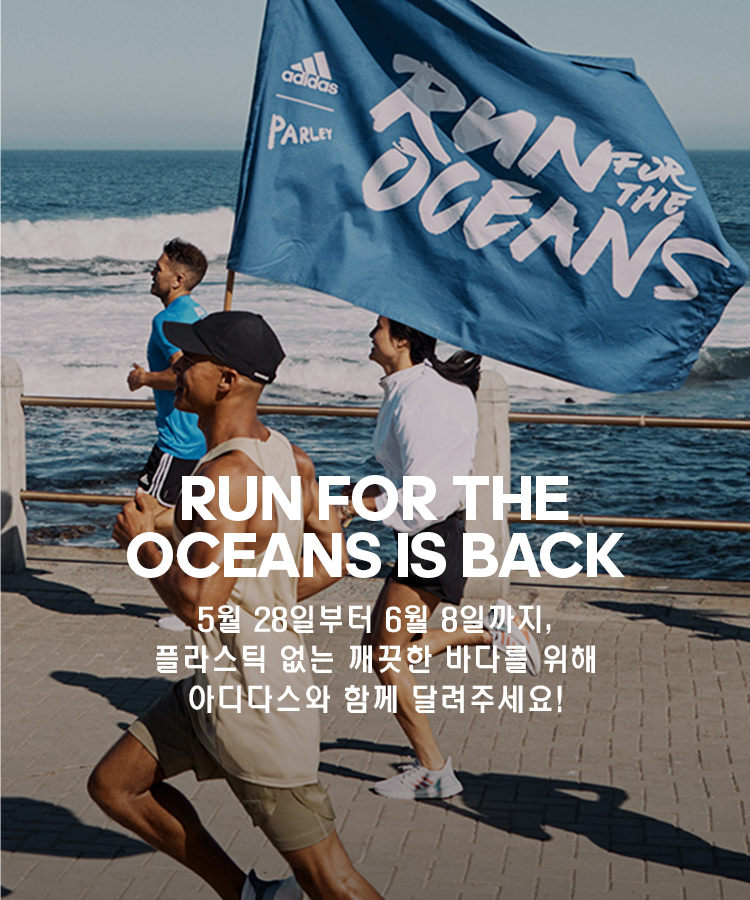 adidas
PARLEY
RUN FOR THE
OCEANS
RUN FOR THE
OCEANS IS BACK
5월 28일부터 6월 8일까지,
플라스틱 없는 깨끗한 바다를 위해
아디다스와 함께 달려주세요!